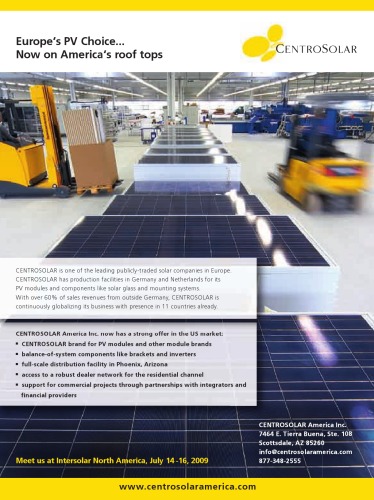 Europe's PV Choice...
Now on America's roof tops
CENTROSOLAR
CENTROSOLAR is one of the leading publicly-traded solar companies in Europe.
CENTROSOLAR has production facilities in Germany and Netherlands for its
PV modules and components like solar glass and mounting systems.
With over 60% of sales revenues from outside Germany, CENTROSOLAR is
continuously globalizing its business with presence in 11 countries already.
CENTROSOLAR America Inc. now has a strong offer in the US market:
• CENTROSOLAR brand for PV modules and other module brands
• balance-of-system components like brackets and inverters
• full-scale distribution facility in Phoenix, Arizona
• access to a robust dealer network for the residential channel
• support for commercial projects through partnerships with integrators and
financial providers
CENTROSOLAR America Inc.
7464 E. Tierra Buena, Ste. 108
Scottsdale, AZ 85260
info@centrosolaramerica.com
877-348-2555
Meet us at Intersolar North America, July 14-16, 2009
www.centrosolaramerica.com